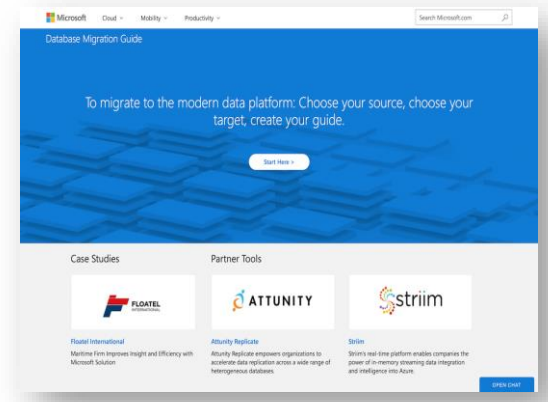 Microsoft Cloud Mobility Productivity Search Microsoft.com
Database Migration Guide
To migrate to the modern data platform: Choose your source, choose your
target, create your guide.
Start Here >
Case Studies
Partner Tools
FLOATEL
INTERNATIONAL
ATTUNITY
striim
Floatel International
Maritime Firm Improves Insight and Efficiency with
Microsoft Solution
Attunity Replicate
Attunity Replicate empowers organizations to
accelerate data replication across a wide range of
heterogeneous databases.
Striim
Striim's real-time platform enables companies the
power of in-memory streaming data integration
and intelligence into Azure.
OPEN CHAT